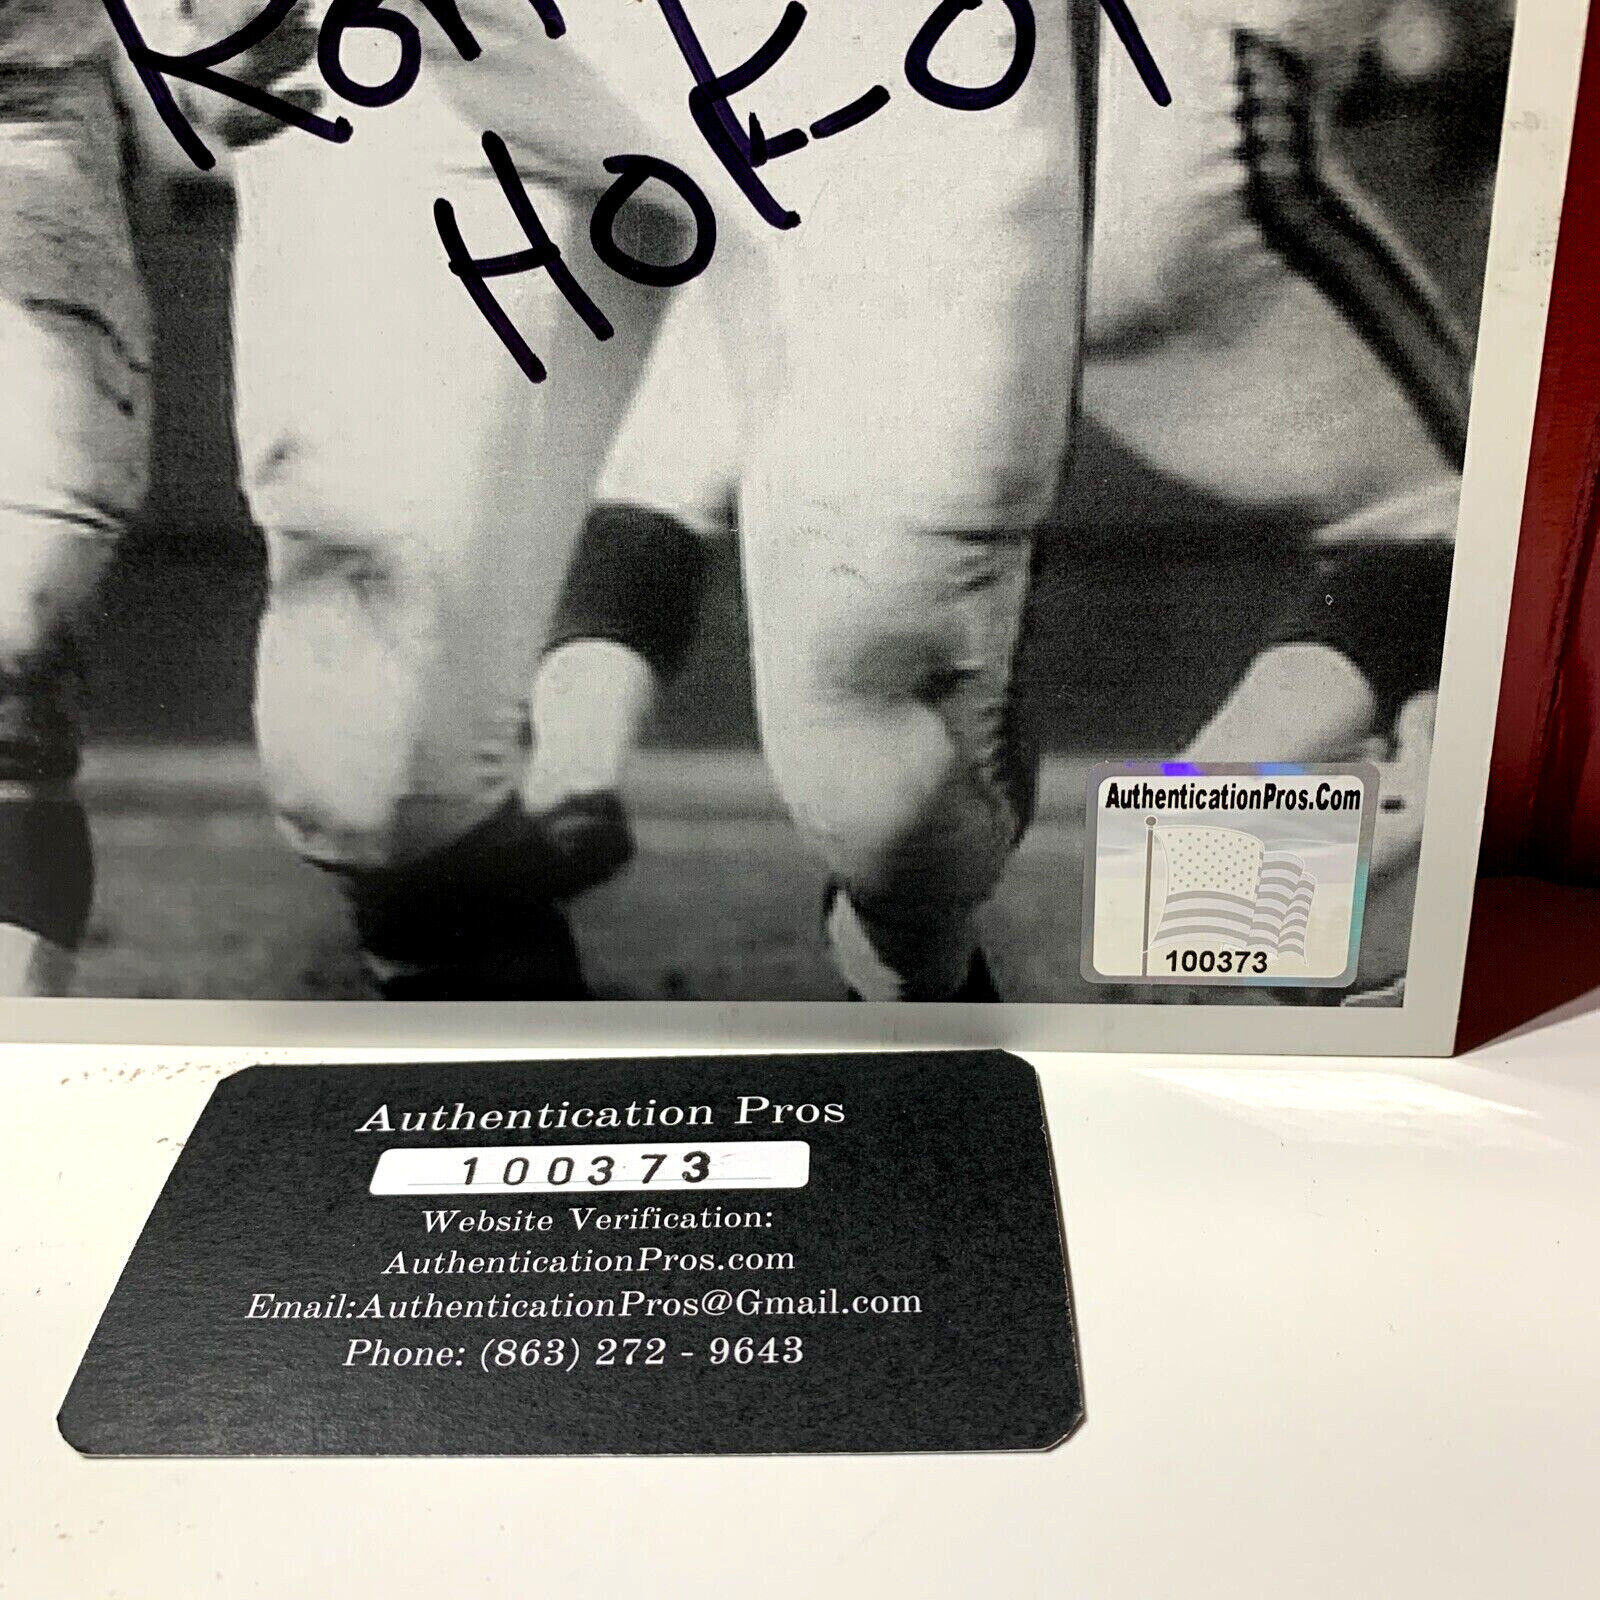 HOF-01
AuthenticationPros.Com
100373
Authentication Pros
100373
Website Verification:
AuthenticationPros.com
Email:AuthenticationPros@Gmail.com
Phone: (863) 272 - 9643